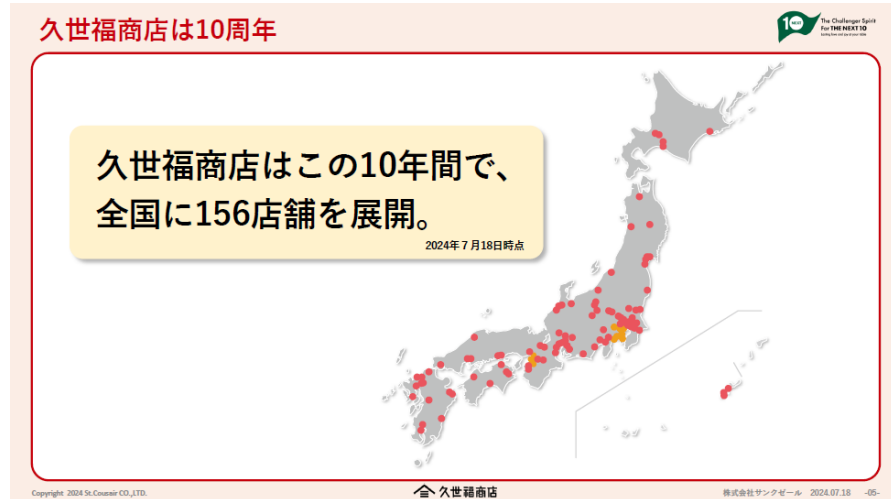 久世福商店は10周年
10 NEXT
The Challenger Spirit
For THE NEXT 10
久世福商店はこの10年間で、
全国に156店舗を展開。
2024年７月18日時点
Copyright 2024 St.Cousair CO.,LTD.
久世福商店
株式会社サンクゼール 2024.07.18 -05-